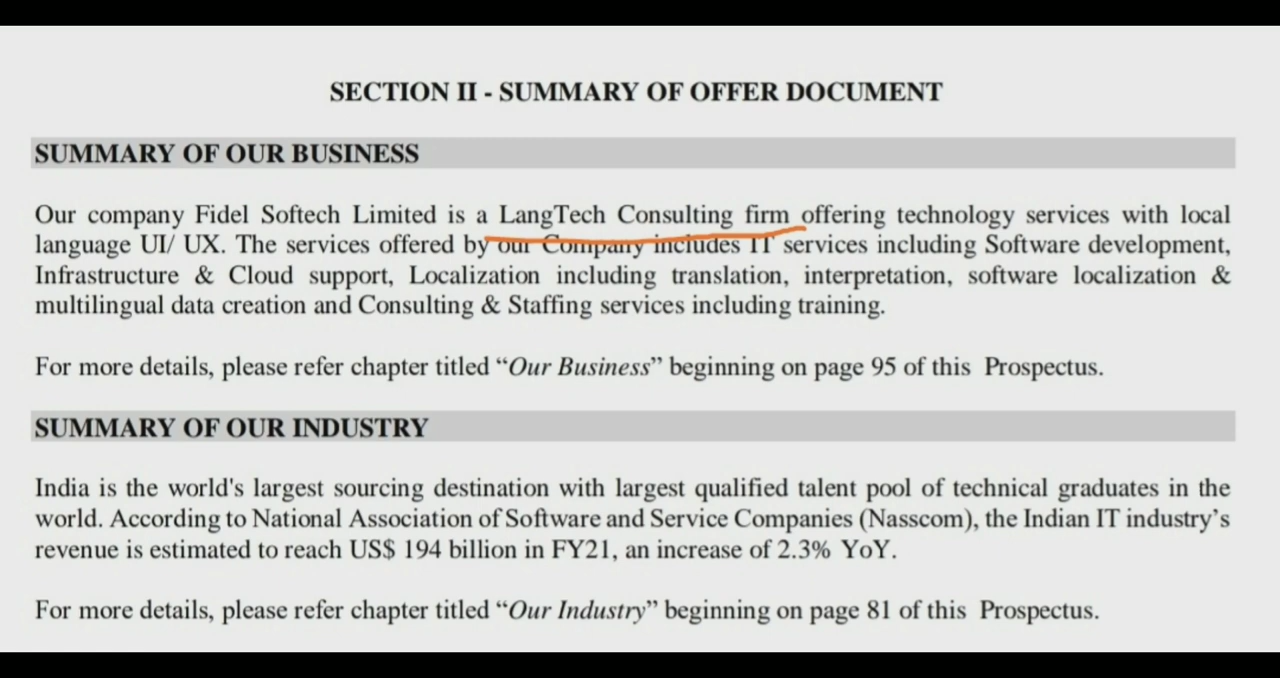 SECTION II - SUMMARY OF OFFER DOCUMENT
SUMMARY OF OUR BUSINESS
Our company Fidel Softech Limited is a LangTech Consulting firm offering technology services with local
language UI/ UX. The services offered by our Company includes IT services including Software development,
Infrastructure & Cloud support, Localization including translation, interpretation, software localization &
multilingual data creation and Consulting & Staffing services including training.
For more details, please refer chapter titled “Our Business” beginning on page 95 of this Prospectus.
SUMMARY OF OUR INDUSTRY
India is the world's largest sourcing destination with largest qualified talent pool of technical graduates in the
world. According to National Association of Software and Service Companies (Nasscom), the Indian IT industry’s
revenue is estimated to reach US$ 194 billion in FY21, an increase of 2.3% YoY.
For more details, please refer chapter titled “Our Industry” beginning on page 81 of this Prospectus.